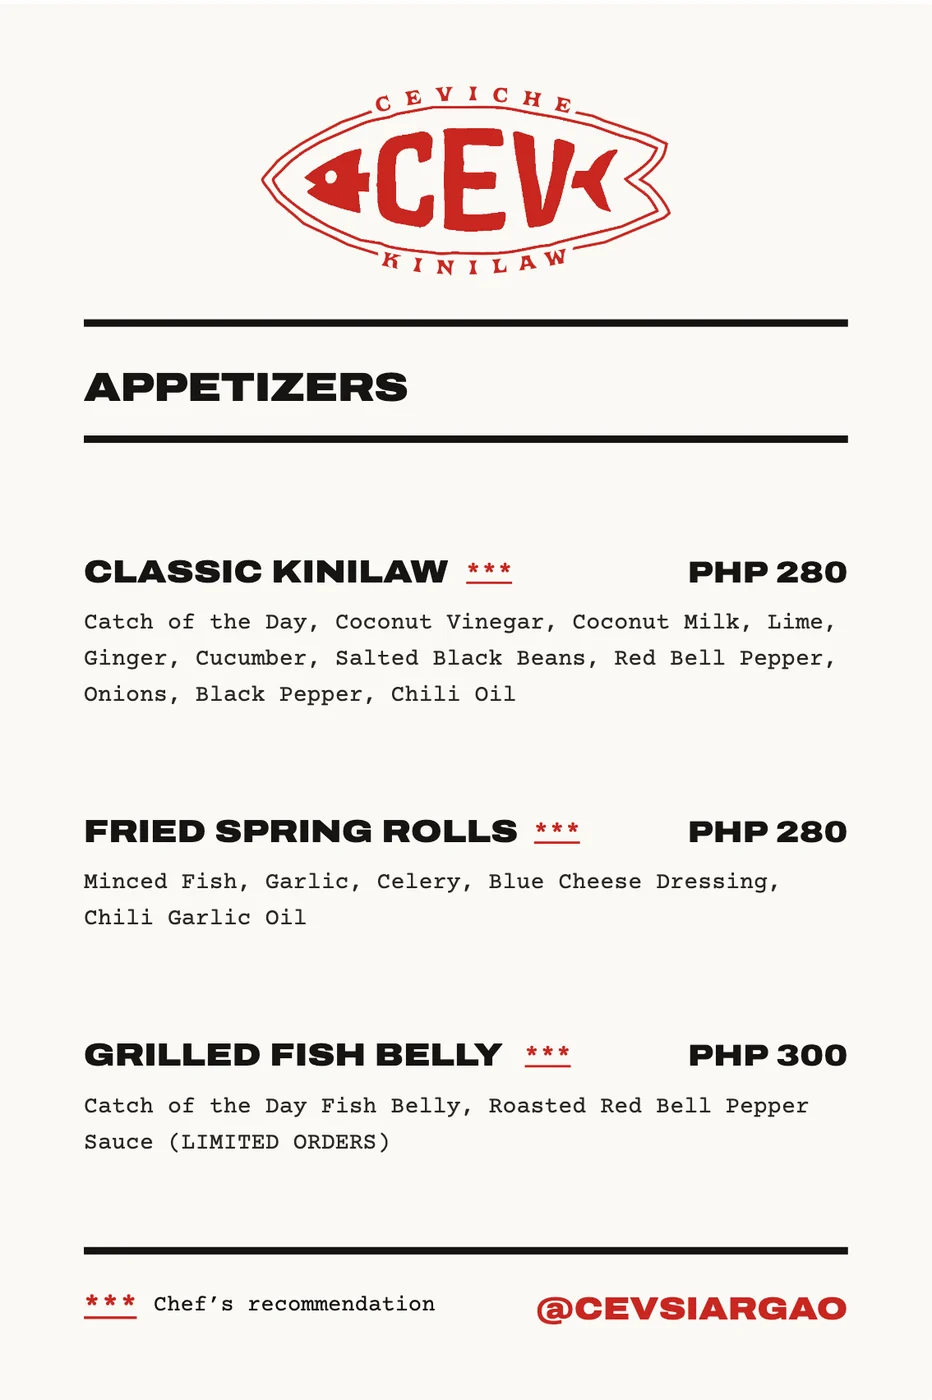 CEVICHE
CEV
KINILAW
APPETIZERS
CLASSIC KINILAW *** PHP 280
Catch of the Day, Coconut Vinegar, Coconut Milk, Lime,
Ginger, Cucumber, Salted Black Beans, Red Bell Pepper,
Onions, Black Pepper, Chili Oil
FRIED SPRING ROLLS *** PHP 280
Minced Fish, Garlic, Celery, Blue Cheese Dressing,
Chili Garlic Oil
GRILLED FISH BELLY *** PHP 300
Catch of the Day Fish Belly, Roasted Red Bell Pepper
Sauce (LIMITED ORDERS)
*** Chef’s recommendation @CEVSIARGAO